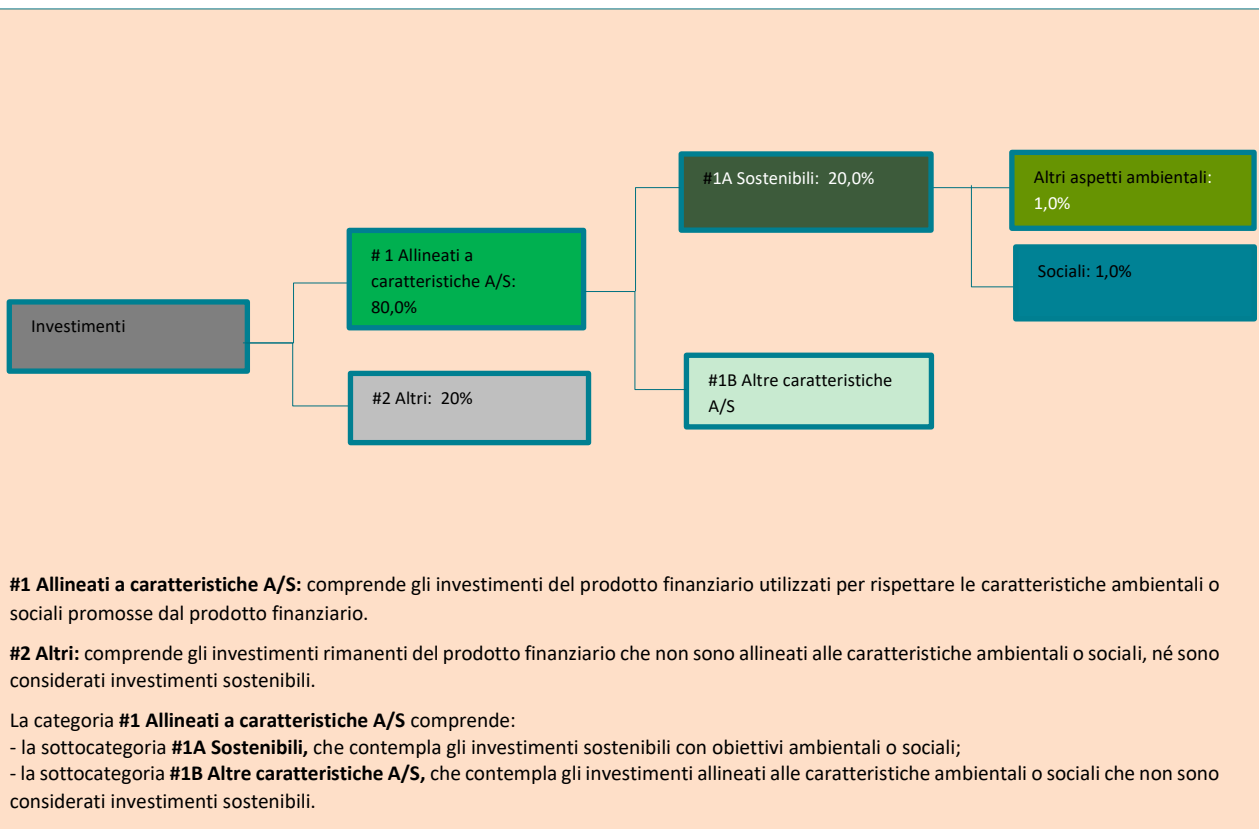 Investimenti
# 1 Allineati a
caratteristiche A/S:
80,0%
#2 Altri: 20%
#1A Sostenibili: 20,0%
#1B Altre caratteristiche
A/S
Altri aspetti ambientali:
1,0%
Sociali: 1,0%
#1 Allineati a caratteristiche A/S: comprende gli investimenti del prodotto finanziario utilizzati per rispettare le caratteristiche ambientali o
sociali promosse dal prodotto finanziario.
#2 Altri: comprende gli investimenti rimanenti del prodotto finanziario che non sono allineati alle caratteristiche ambientali o sociali, né sono
considerati investimenti sostenibili.
La categoria #1 Allineati a caratteristiche A/S comprende:
- la sottocategoria #1A Sostenibili, che contempla gli investimenti sostenibili con obiettivi ambientali o sociali;
- la sottocategoria #1B Altre caratteristiche A/S, che contempla gli investimenti allineati alle caratteristiche ambientali o sociali che non sono
considerati investimenti sostenibili.